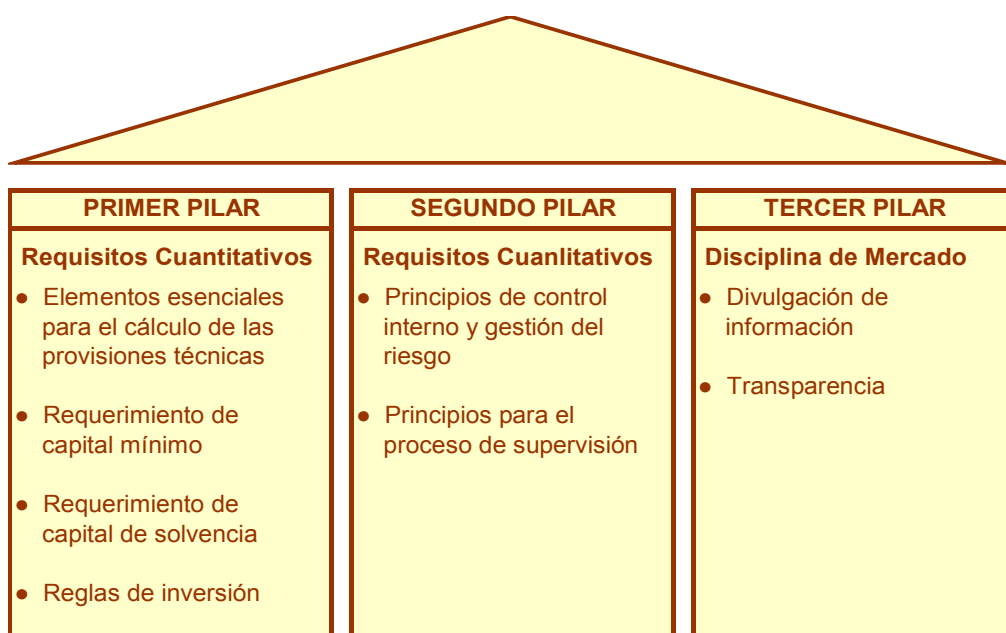 PRIMER PILAR
Requisitos Cuantitativos
● Elementos esenciales
para el cálculo de las
provisiones técnicas
● Requerimiento de
capital mínimo
● Requerimiento de
capital de solvencia
● Reglas de inversión
SEGUNDO PILAR
Requisitos Cuanlitativos
● Principios de control
interno y gestión del
riesgo
● Principios para el
proceso de supervisión
TERCER PILAR
Disciplina de Mercado
● Divulgación de
información
● Transparencia